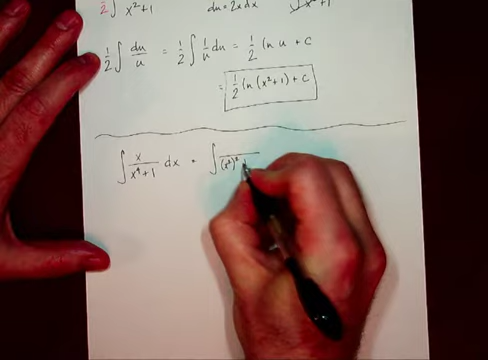 2 ∫ x²+1 du = 2x dx ∫ x²+1
½ ∫ du/u = ½ ∫ 1/u du = ½ ln u + C
= ½ ln (x²+1) + C
∫ x/(x⁴+1) dx = ∫ /(x²)²